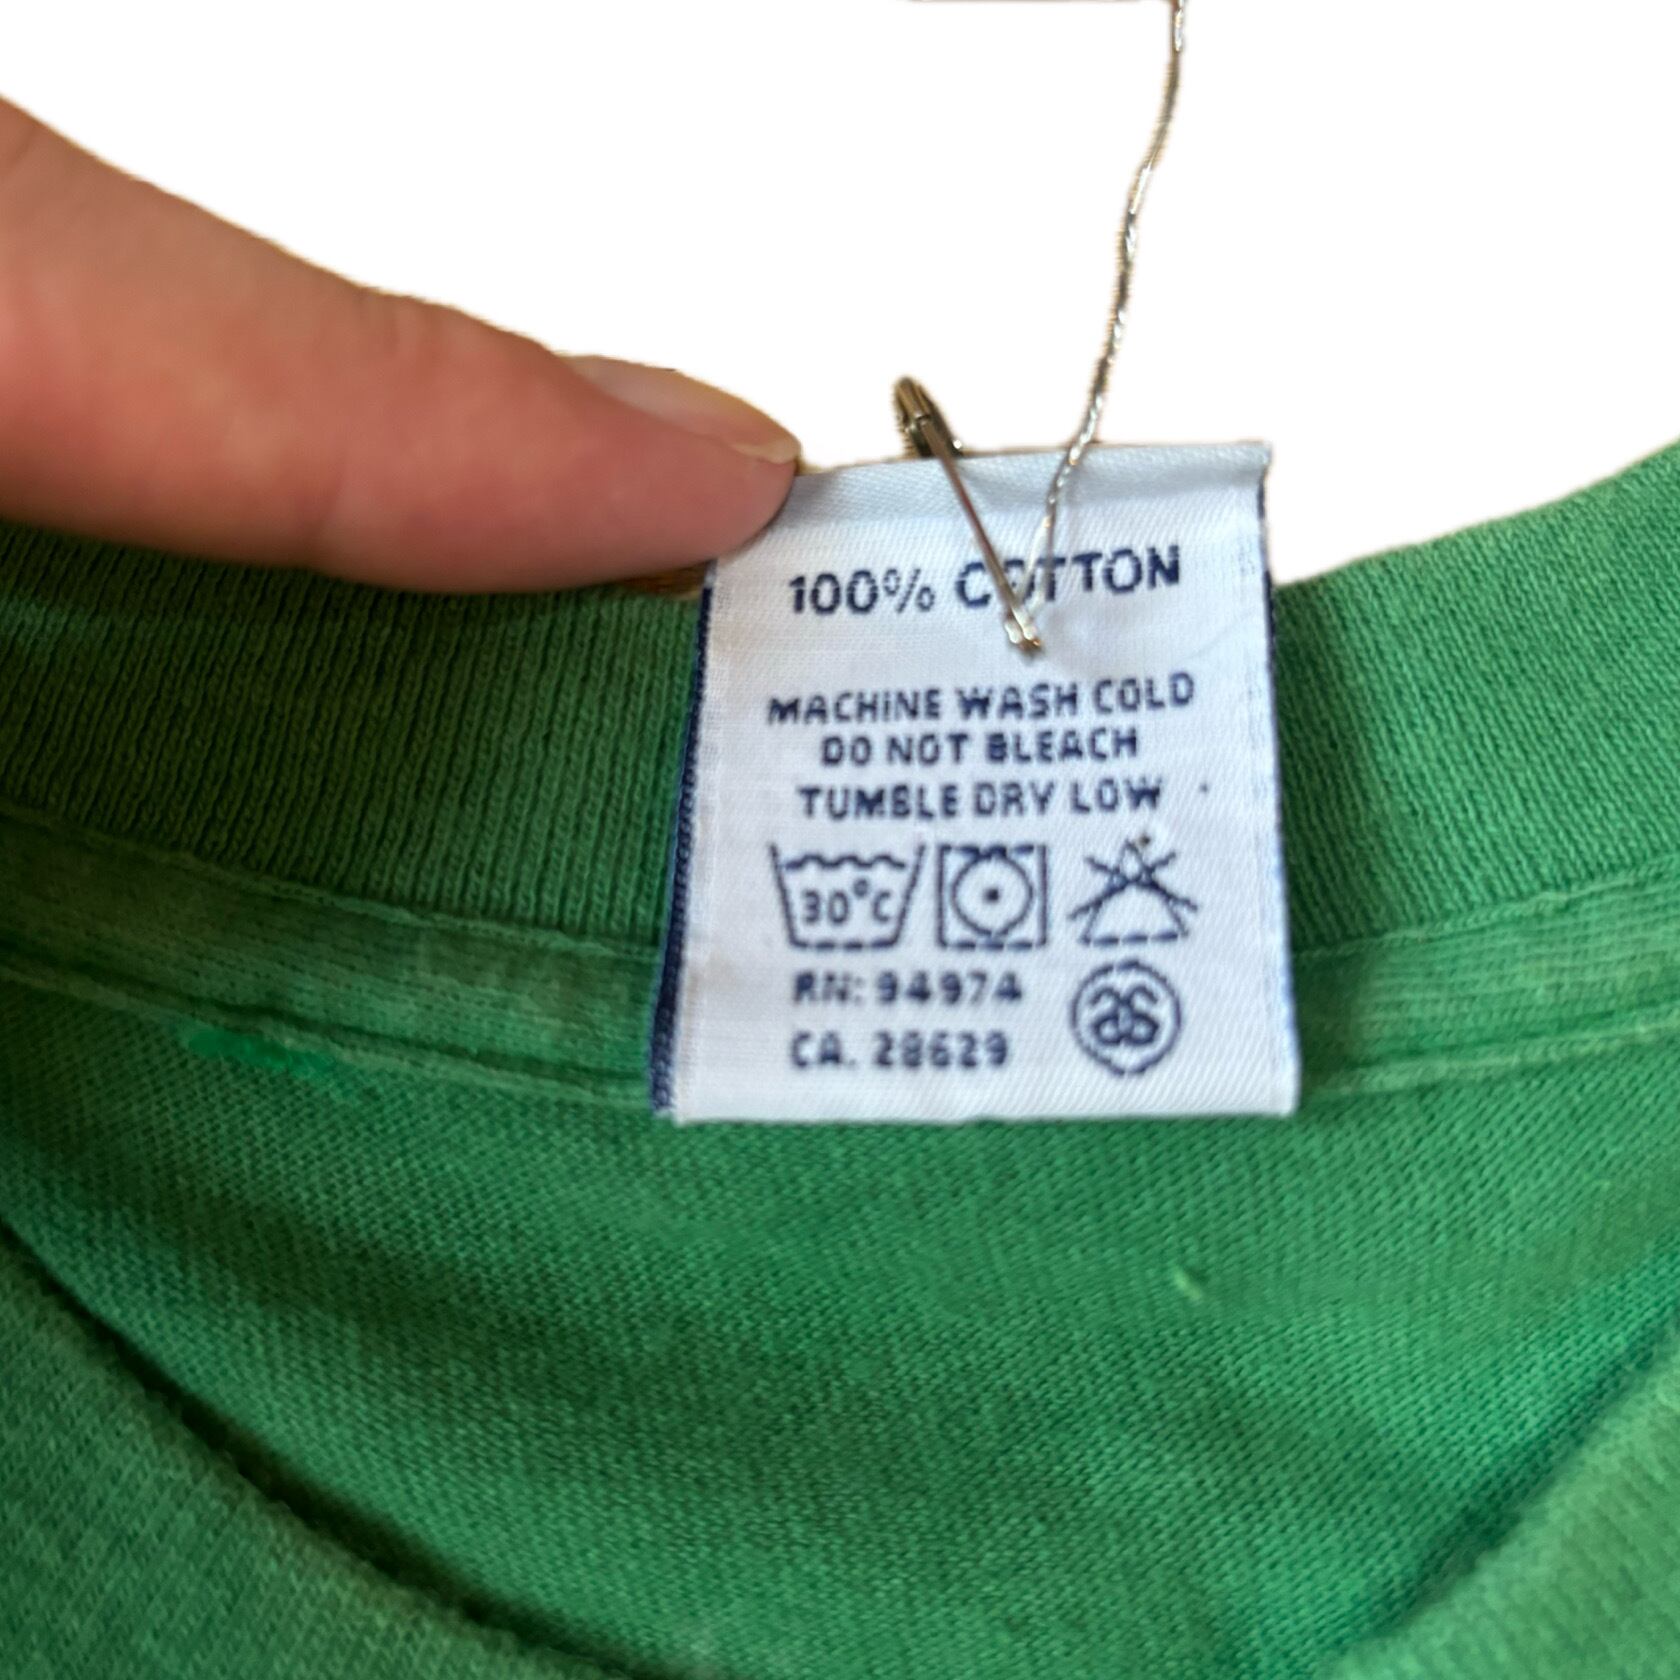 100% COTTON
MACHINE WASH COLD
DO NOT BLEACH
TUMBLE DRY LOW
30°C
RN: 94974
CA. 28629